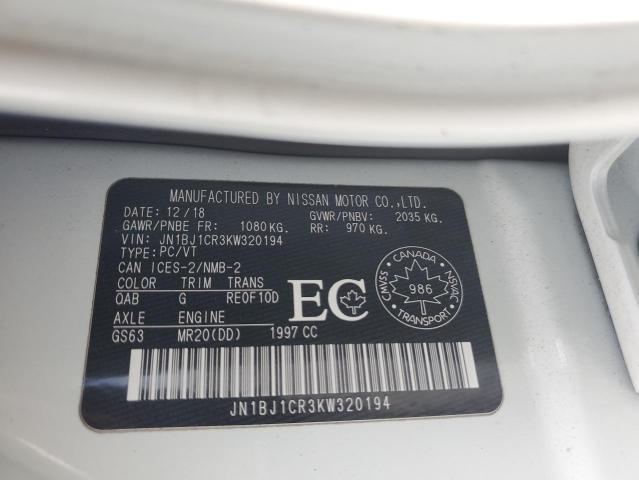 MANUFACTURED BY NISSAN MOTOR CO.,LTD.
DATE: 12/18 GVWR/PNBV: 2035 KG.
GAWR/PNBE FR: 1080 KG. RR: 970 KG.
VIN: JN1BJ1CR3KW320194
TYPE: PC/VT
CAN ICES-2/NMB-2
COLOR TRIM TRANS
QAB G RE0F10D
AXLE ENGINE
GS63 MR20(DD) 1997 CC
EC
CANADA
CMVSS
986
NSVAC
TRANSPORT
JN1BJ1CR3KW320194